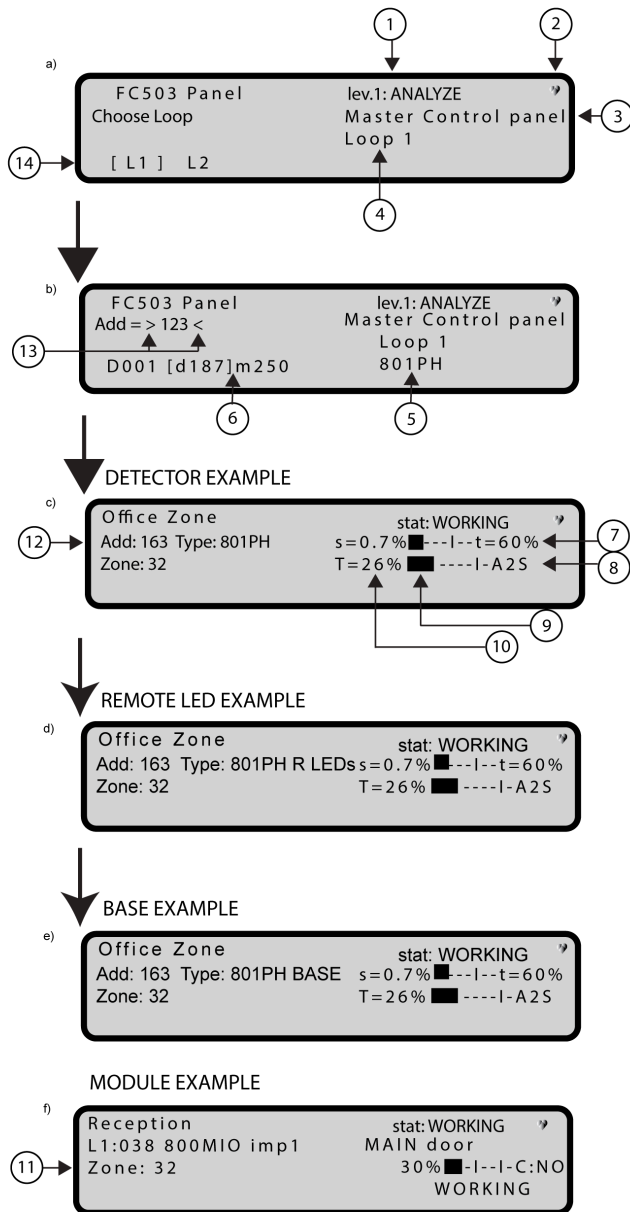 1 2
a)
FC503 Panel lev.1: ANALYZE
Choose Loop Master Control panel 3
Loop 1
14 [ L1 ] L2
4
b)
FC503 Panel lev.1: ANALYZE
Add = > 123 < Master Control panel
13 Loop 1
D001 [d187]m250 801PH
6 5
DETECTOR EXAMPLE
c)
Office Zone stat: WORKING
12 Add: 163 Type: 801PH s=0.7% ---I--t=60% 7
Zone: 32 T=26% ----I-A2S 8
9
10
REMOTE LED EXAMPLE
d)
Office Zone stat: WORKING
Add: 163 Type: 801PH R LEDs s=0.7% ---I--t=60%
Zone: 32 T=26% ----I-A2S
BASE EXAMPLE
e)
Office Zone stat: WORKING
Add: 163 Type: 801PH BASE s=0.7% ---I--t=60%
Zone: 32 T=26% ----I-A2S
MODULE EXAMPLE
f)
Reception stat: WORKING
L1:038 800MIO imp1 MAIN door
11 Zone: 32 30% -I--I-C:NO
WORKING